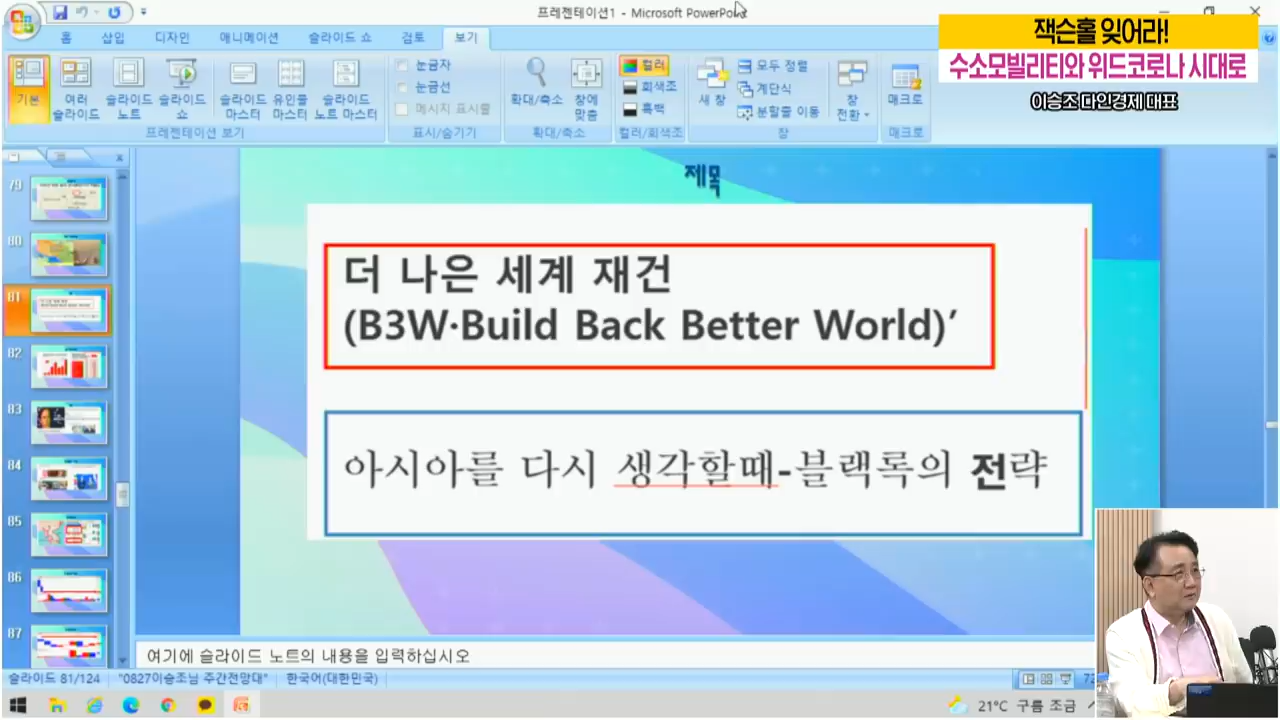 프레젠테이션1 - Microsoft PowerPoint
홈 삽입 디자인 애니메이션 슬라이드 쇼 검토 보기
기본
여러 슬라이드
슬라이드 노트
슬라이드 쇼
슬라이드 마스터
유인물 마스터
슬라이드 노트 마스터
프레젠테이션 보기
눈금자
눈금선
메시지 표시줄
표시/숨기기
확대/축소
창에 맞춤
확대/축소
컬러
회색조
흑백
컬러/회색조
새 창
모두 정렬
계단식
분할줄 이동
창 전환
창
매크로
매크로
잭슨홀 잊어라!
수소모빌리티와 위드코로나 시대로
이승조 다인경제 대표
79
80
81
82
83
84
85
86
87
제목
더 나은 세계 재건
(B3W·Build Back Better World)’
아시아를 다시 생각할때-블랙록의 전략
여기에 슬라이드 노트의 내용을 입력하십시오
슬라이드 81/124 "0827이승조님 주간전망대" 한국어(대한민국)
21°C 구름 조금